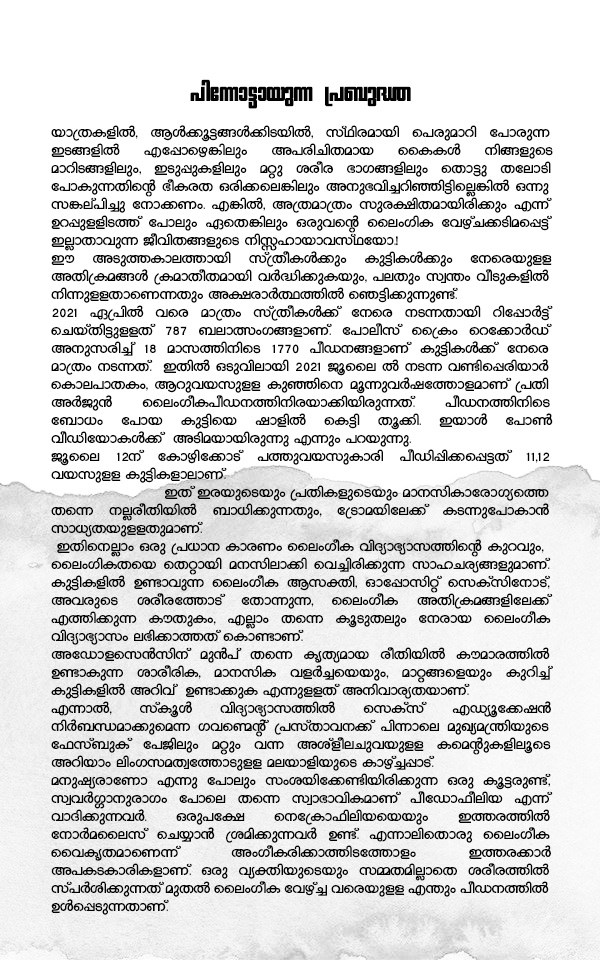 പിന്നോട്ടായുന്ന പ്രബുദ്ധത
യാത്രകളിൽ, ആൾക്കൂട്ടങ്ങൾക്കിടയിൽ, സ്ഥിരമായി പെരുമാറി പോരുന്ന
ഇടങ്ങളിൽ എപ്പോഴെങ്കിലും അപരിചിതമായ കൈകൾ നിങ്ങളുടെ
മാറിടങ്ങളിലും, ഇടുപ്പുകളിലും മറ്റു ശരീര ഭാഗങ്ങളിലും തൊട്ടു തലോടി
പോകുന്നതിന്റെ ഭീകരത ഒരിക്കലെങ്കിലും അനുഭവിച്ചറിഞ്ഞിട്ടില്ലെങ്കിൽ ഒന്നു
സങ്കല്പിച്ചു നോക്കണം. എങ്കിൽ, അത്രമാത്രം സുരക്ഷിതമായിരിക്കും എന്ന്
ഉറപ്പുള്ളിടത്ത് പോലും ഏതെങ്കിലും ഒരുവന്റെ ലൈംഗിക വേഴ്ചക്കടിമപ്പെട്ട്
ഇല്ലാതാവുന്ന ജീവിതങ്ങളുടെ നിസ്സഹായാവസ്ഥയോ.!
ഈ അടുത്തകാലത്തായി സ്ത്രീകൾക്കും കുട്ടികൾക്കും നേരെയുള്ള
അതിക്രമങ്ങൾ ക്രമാതീതമായി വർദ്ധിക്കുകയും, പലതും സ്വന്തം വീടുകളിൽ
നിന്നുള്ളതാണെന്നതും അക്ഷരാർത്ഥത്തിൽ ഞെട്ടിക്കുന്നുണ്ട്.
2021 ഏപ്രിൽ വരെ മാത്രം സ്ത്രീകൾക്ക് നേരെ നടന്നതായി റിപ്പോർട്ട്
ചെയ്തിട്ടുള്ളത് 787 ബലാത്സംഗങ്ങളാണ്. പോലീസ് ക്രൈം റെക്കോർഡ്
അനുസരിച്ച് 18 മാസത്തിനിടെ 1770 പീഡനങ്ങളാണ് കുട്ടികൾക്ക് നേരെ
മാത്രം നടന്നത്. ഇതിൽ ഒടുവിലായി 2021 ജൂലൈ ൽ നടന്ന വണ്ടിപ്പെരിയാർ
കൊലപാതകം, ആറുവയസുള്ള കുഞ്ഞിനെ മൂന്നുവർഷത്തോളമാണ് പ്രതി
അർജുൻ ലൈംഗീകപീഡനത്തിനിരയാക്കിയിരുന്നത്. പീഡനത്തിനിടെ
ബോധം പോയ കുട്ടിയെ ഷാളിൽ കെട്ടി തൂക്കി. ഇയാൾ പോൺ
വീഡിയോകൾക്ക് അടിമയായിരുന്നു എന്നും പറയുന്നു.
ജൂലൈ 12ന് കോഴിക്കോട് പത്തുവയസുകാരി പീഡിപ്പിക്കപ്പെട്ടത് 11,12
വയസുള്ള കുട്ടികളാലാണ്.
ഇത് ഇരയുടെയും പ്രതികളുടെയും മാനസികാരോഗ്യത്തെ
തന്നെ നല്ലരീതിയിൽ ബാധിക്കുന്നതും, ട്രോമയിലേക്ക് കടന്നുപോകാൻ
സാധ്യതയുള്ളതുമാണ്.
ഇതിനെല്ലാം ഒരു പ്രധാന കാരണം ലൈംഗീക വിദ്യാഭ്യാസത്തിന്റെ കുറവും,
ലൈംഗികതയെ തെറ്റായി മനസിലാക്കി വെച്ചിരിക്കുന്ന സാഹചര്യങ്ങളുമാണ്.
കുട്ടികളിൽ ഉണ്ടാവുന്ന ലൈംഗീക ആസക്തി, ഓപ്പോസിറ്റ് സെക്സിനോട്,
അവരുടെ ശരീരത്തോട് തോന്നുന്ന, ലൈംഗീക അതിക്രമങ്ങളിലേക്ക്
എത്തിക്കുന്ന കൗതുകം, എല്ലാം തന്നെ കൂടുതലും നേരായ ലൈംഗീക
വിദ്യാഭ്യാസം ലഭിക്കാത്തത് കൊണ്ടാണ്.
അഡോളസെൻസിന് മുൻപ് തന്നെ കൃത്യമായ രീതിയിൽ കൗമാരത്തിൽ
ഉണ്ടാകുന്ന ശാരീരിക, മാനസിക വളർച്ചയെയും, മാറ്റങ്ങളെയും കുറിച്ച്
കുട്ടികളിൽ അറിവ് ഉണ്ടാക്കുക എന്നുള്ളത് അനിവാര്യതയാണ്.
എന്നാൽ, സ്കൂൾ വിദ്യാഭ്യാസത്തിൽ സെക്സ് എഡ്യൂക്കേഷൻ
നിർബന്ധമാക്കുമെന്ന ഗവണ്മെന്റ് പ്രസ്താവനക്ക് പിന്നാലെ മുഖ്യമന്ത്രിയുടെ
ഫേസ്ബുക് പേജിലും മറ്റും വന്ന അശ്ളീലചുവയുള്ള കമെന്റുകളിലൂടെ
അറിയാം ലിംഗസമത്വത്തോടുള്ള മലയാളിയുടെ കാഴ്ച്ചപ്പാട്.
മനുഷ്യരാണോ എന്നു പോലും സംശയിക്കേണ്ടിയിരിക്കുന്ന ഒരു കൂട്ടരുണ്ട്,
സ്വവർഗ്ഗാനുരാഗം പോലെ തന്നെ സ്വാഭാവികമാണ് പീഡോഫീലിയ എന്ന്
വാദിക്കുന്നവർ. ഒരുപക്ഷേ നെക്രോഫിലിയയെയും ഇത്തരത്തിൽ
നോർമലൈസ് ചെയ്യാൻ ശ്രമിക്കുന്നവർ ഉണ്ട്. എന്നാലിതൊരു ലൈംഗീക
വൈകൃതമാണെന്ന് അംഗീകരിക്കാത്തിടത്തോളം ഇത്തരക്കാർ
അപകടകാരികളാണ്. ഒരു വ്യക്തിയുടെയും സമ്മതമില്ലാതെ ശരീരത്തിൽ
സ്പർശിക്കുന്നത് മുതൽ ലൈംഗീക വേഴ്ച്ച വരെയുള്ള എന്തും പീഡനത്തിൽ
ഉൾപ്പെടുന്നതാണ്.